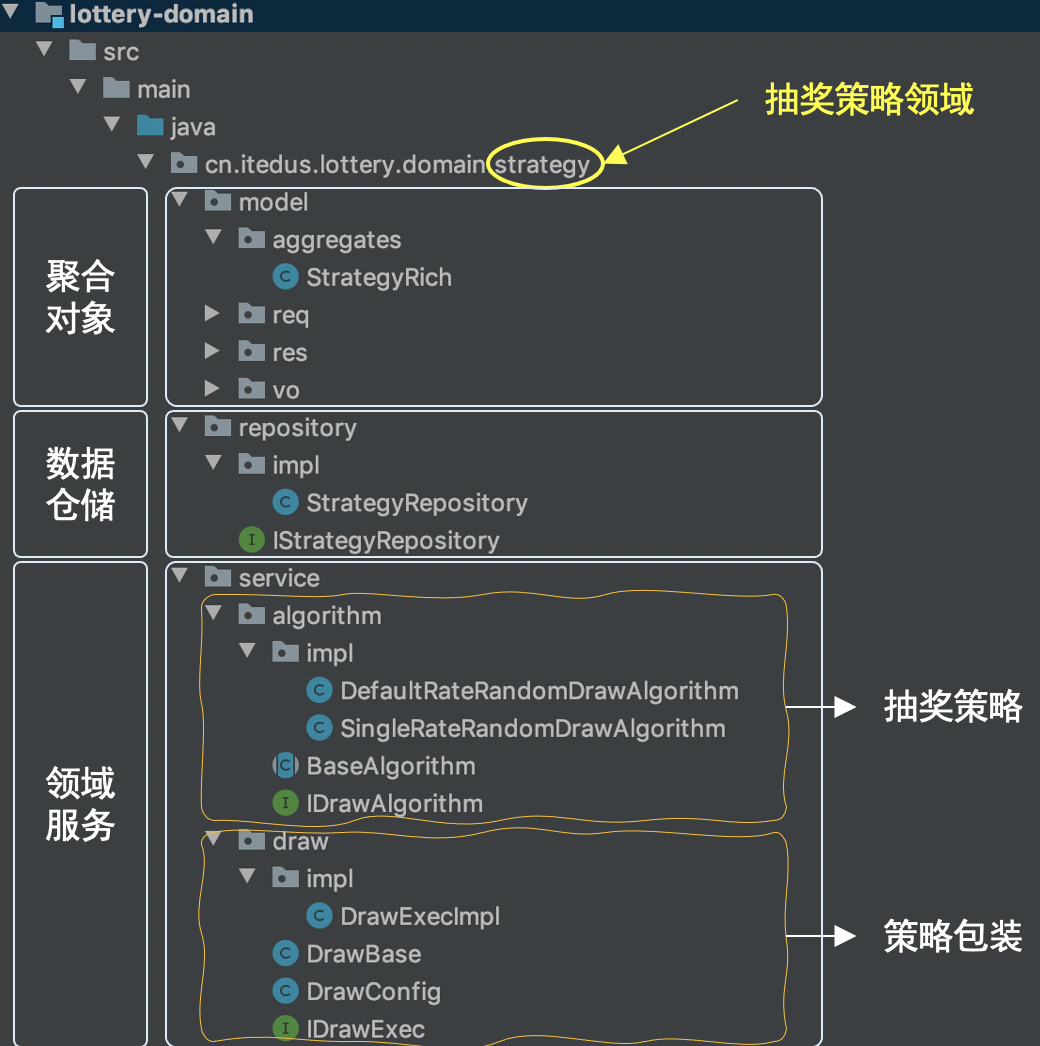 lottery-domain
src
main
抽奖策略领域
java
cn.itedus.lottery.domain.strategy
聚合
对象
model
aggregates
StrategyRich
req
res
vo
数据
仓储
repository
impl
StrategyRepository
IStrategyRepository
领域
服务
service
algorithm
impl
DefaultRateRandomDrawAlgorithm
SingleRateRandomDrawAlgorithm
BaseAlgorithm
IDrawAlgorithm
抽奖策略
draw
impl
DrawExecImpl
DrawBase
DrawConfig
IDrawExec
策略包装